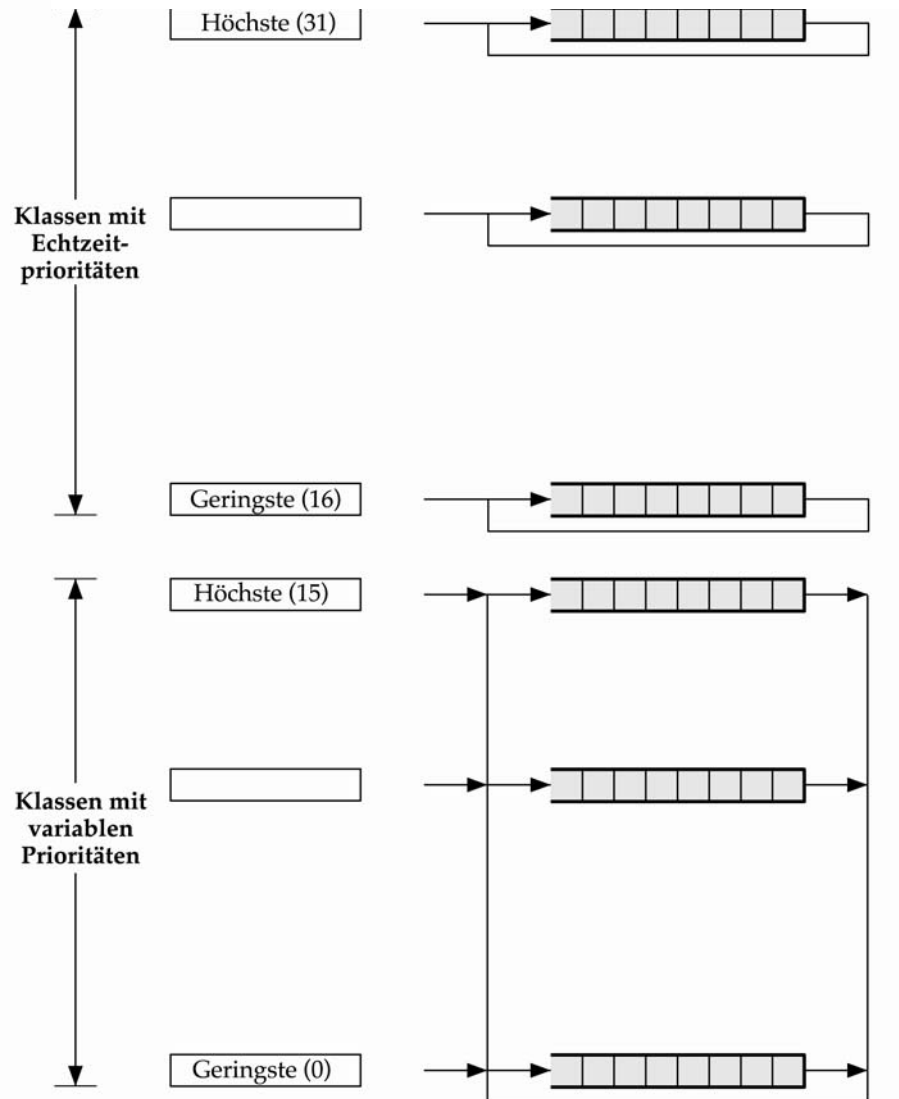 Höchste (31)
Klassen mit
Echtzeit-
prioritäten
Geringste (16)
Höchste (15)
Klassen mit
variablen
Prioritäten
Geringste (0)